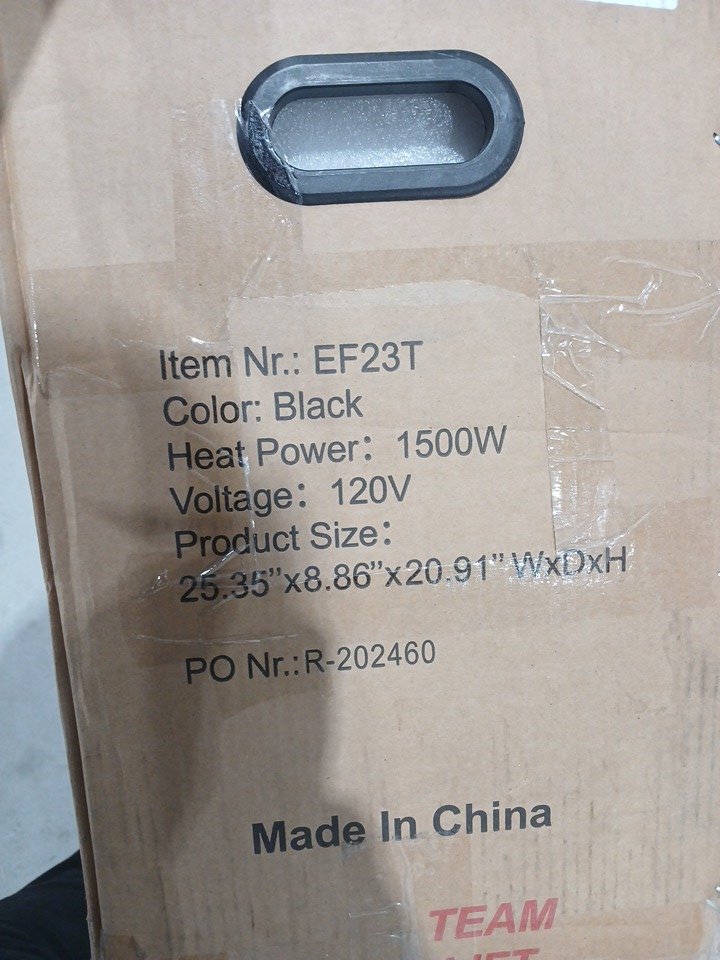 Item Nr.: EF23T
Color: Black
Heat Power: 1500W
Voltage: 120V
Product Size:
25.35”x8.86”x20.91” WxDxH
PO Nr.:R-202460
Made In China
TEAM
LIFT